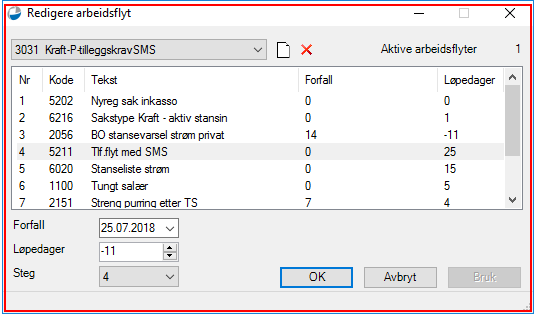 Redigere arbeidsflyt
3031 Kraft-P-tilleggskravSMS Aktive arbeidsflyter 1
Nr Kode Tekst Forfall Løpedager
1 5202 Nyreg sak inkasso 0 0
2 6216 Sakstype Kraft - aktiv stansin 0 1
3 2056 BO stansevarsel strøm privat 14 -11
4 5211 Tlf.flyt med SMS 0 25
5 6020 Stanseliste strøm 0 15
6 1100 Tungt salær 0 5
7 2151 Streng purring etter TS 7 4
Forfall 25.07.2018
Løpedager -11
Steg 4 OK Avbryt Bruk